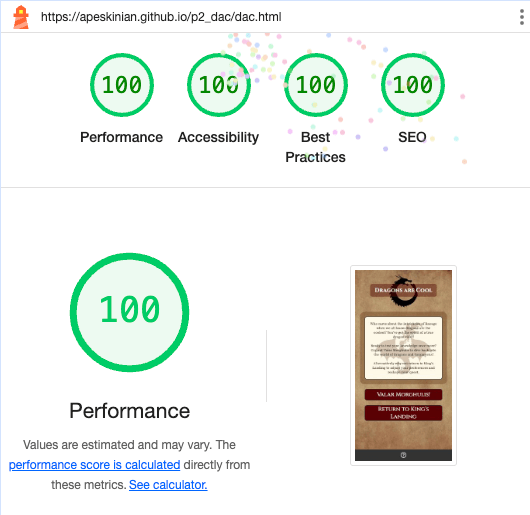 https://apeskinian.github.io/p2_dac/dac.html
100 100 100 100
Performance Accessibility Best Practices SEO
100
Performance
Values are estimated and may vary. The
performance score is calculated directly from
these metrics. See calculator.
Dragons are Cool
Valar Morghulis!
Return to King's
Landing